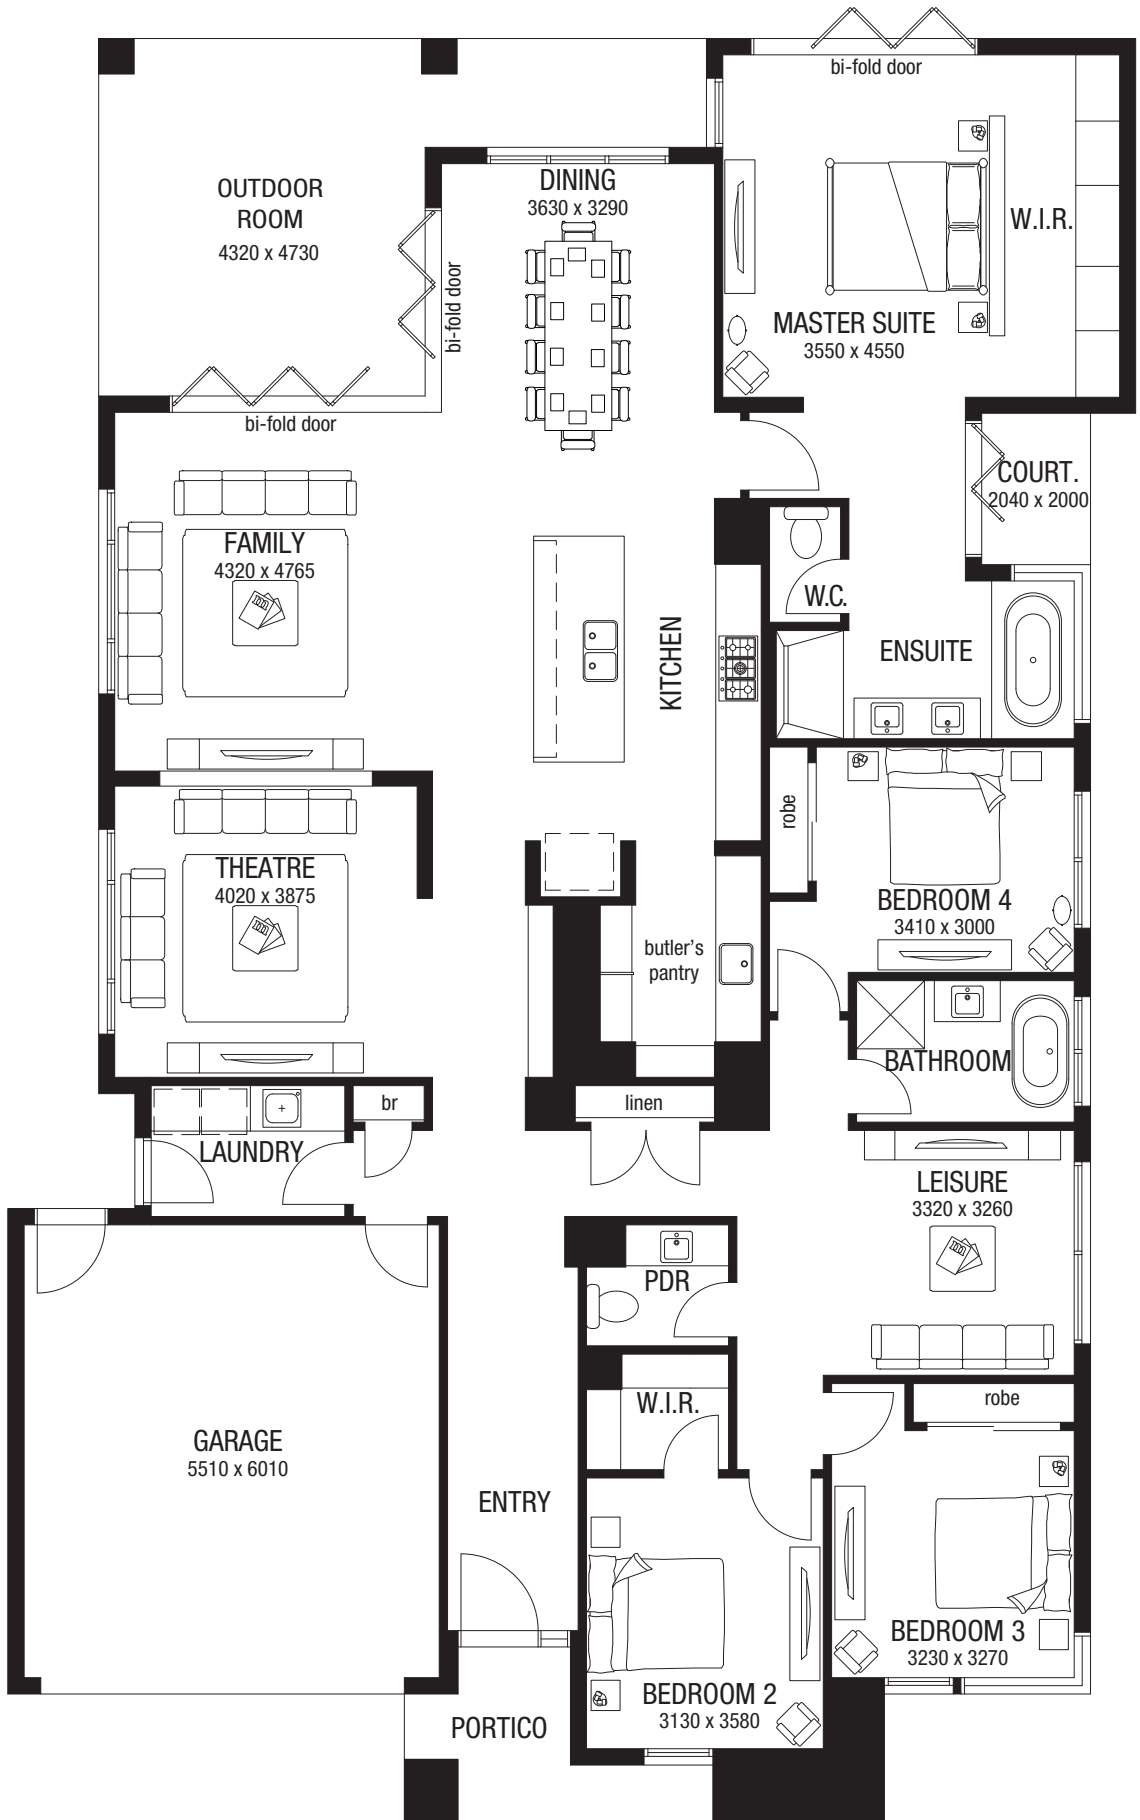 bi-fold door
OUTDOOR
ROOM
4320 x 4730
DINING
3630 x 3290
bi-fold door
W.I.R.
MASTER SUITE
3550 x 4550
bi-fold door
COURT.
2040 x 2000
FAMILY
4320 x 4765
W.C.
KITCHEN
ENSUITE
robe
THEATRE
4020 x 3875
BEDROOM 4
3410 x 3000
butler's
pantry
BATHROOM
br
linen
LAUNDRY
LEISURE
3320 x 3260
PDR
W.I.R.
robe
GARAGE
5510 x 6010
ENTRY
BEDROOM 3
3230 x 3270
BEDROOM 2
3130 x 3580
PORTICO